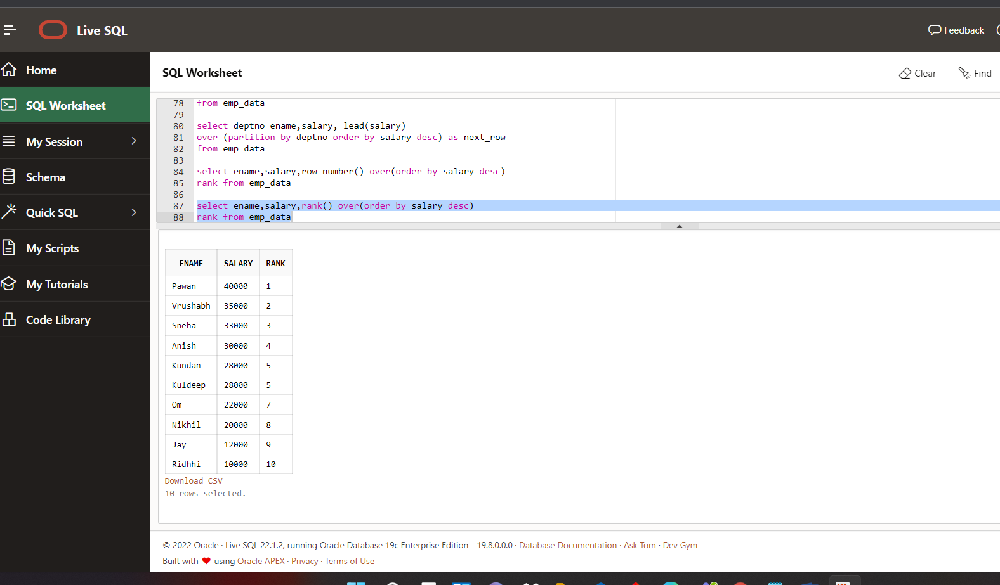 Live SQL
Feedback
Home
SQL Worksheet
My Session
Schema
Quick SQL
My Scripts
My Tutorials
Code Library
SQL Worksheet
Clear
Find
78 from emp_data
79
80 select deptno ename,salary, lead(salary)
81 over (partition by deptno order by salary desc) as next_row
82 from emp_data
83
84 select ename,salary,row_number() over(order by salary desc)
85 rank from emp_data
86
87 select ename,salary,rank() over(order by salary desc)
88 rank from emp_data
ENAME SALARY RANK
Pawan 40000 1
Vrushabh 35000 2
Sneha 33000 3
Anish 30000 4
Kundan 28000 5
Kuldeep 28000 5
Om 22000 7
Nikhil 20000 8
Jay 12000 9
Ridhhi 10000 10
Download CSV
10 rows selected.
© 2022 Oracle · Live SQL 22.1.2, running Oracle Database 19c Enterprise Edition - 19.8.0.0.0 · Database Documentation · Ask Tom · Dev Gym
Built with ❤ using Oracle APEX · Privacy · Terms of Use